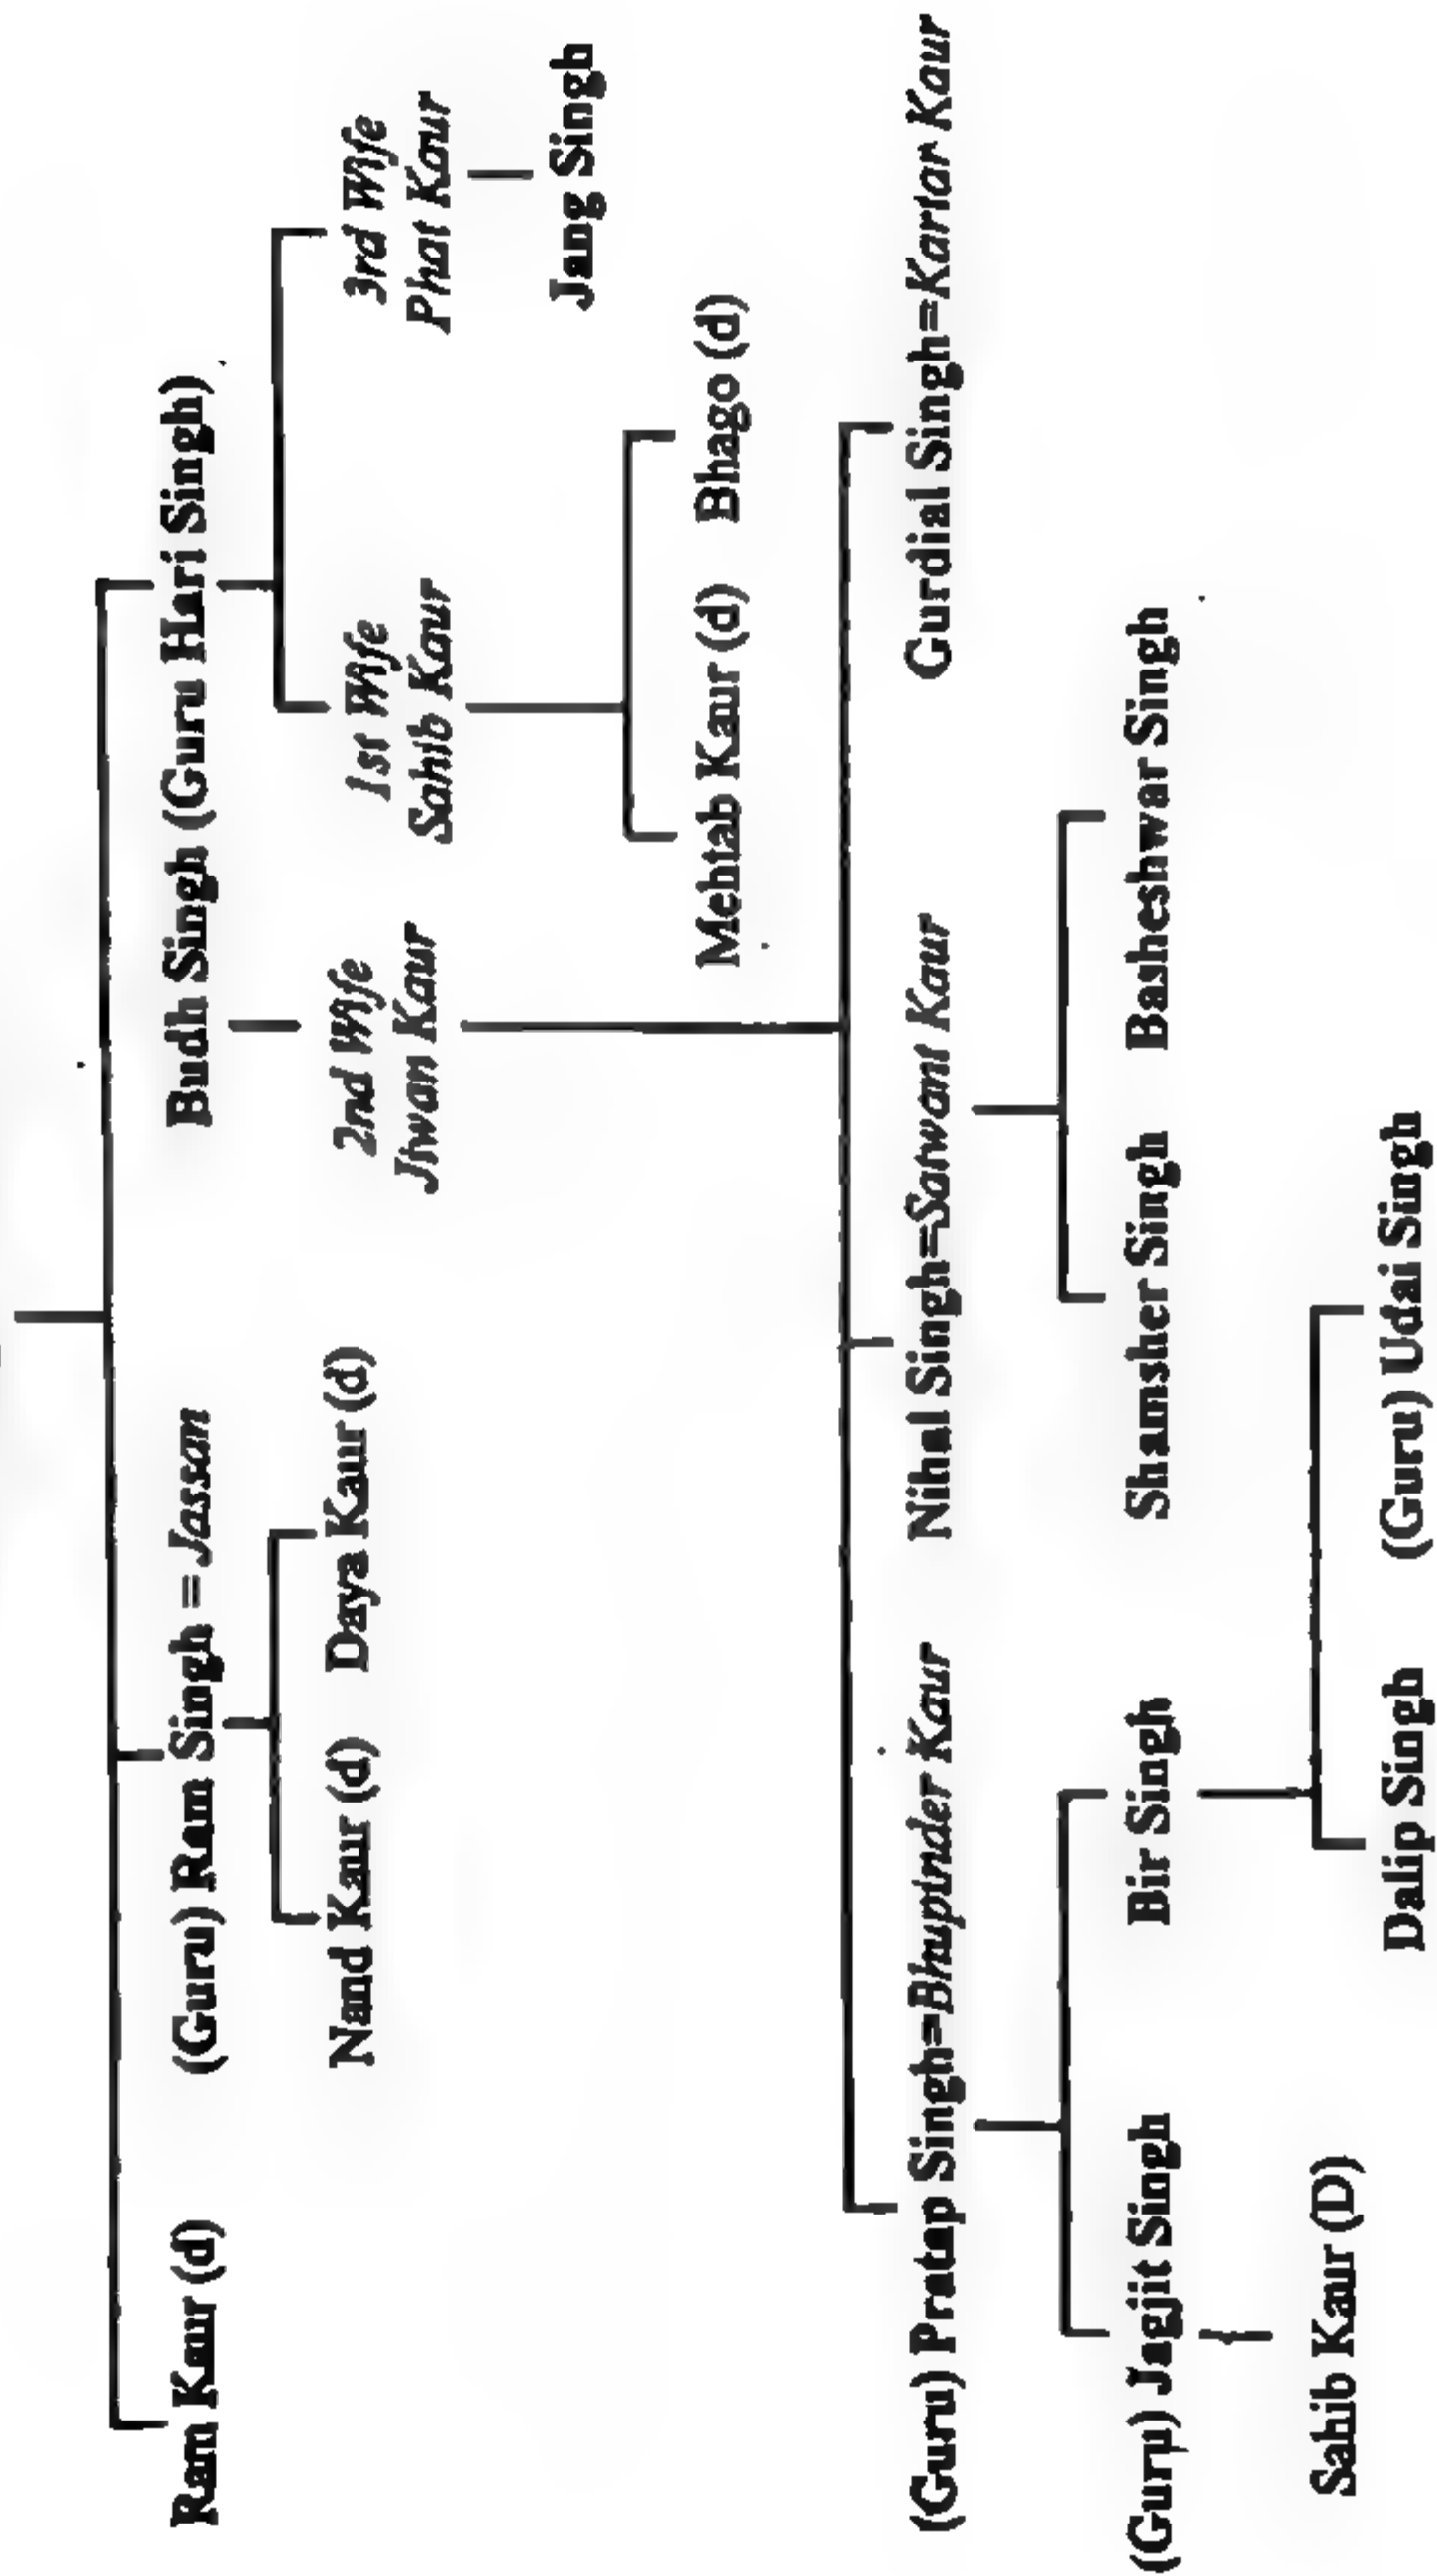 Ram Kaur (d) (Guru) Ram Singh = Jassan Budh Singh (Guru Hari Singh)
Nand Kaur (d) Daya Kaur (d)
2nd Wife 1st Wife 3rd Wife
Jiwan Kaur Sahib Kaur Phat Kour
Jang Singh
Mehtab Kaur (d) Bhago (d)
(Guru) Pratap Singh=Bhupinder Kaur Nihal Singh=Satwant Kaur Gurdial Singh=Kartar Kaur
(Guru) Jagjit Singh Bir Singh Shamsher Singh Basheshwar Singh
Sahib Kaur (D)
Dalip Singh (Guru) Udai Singh